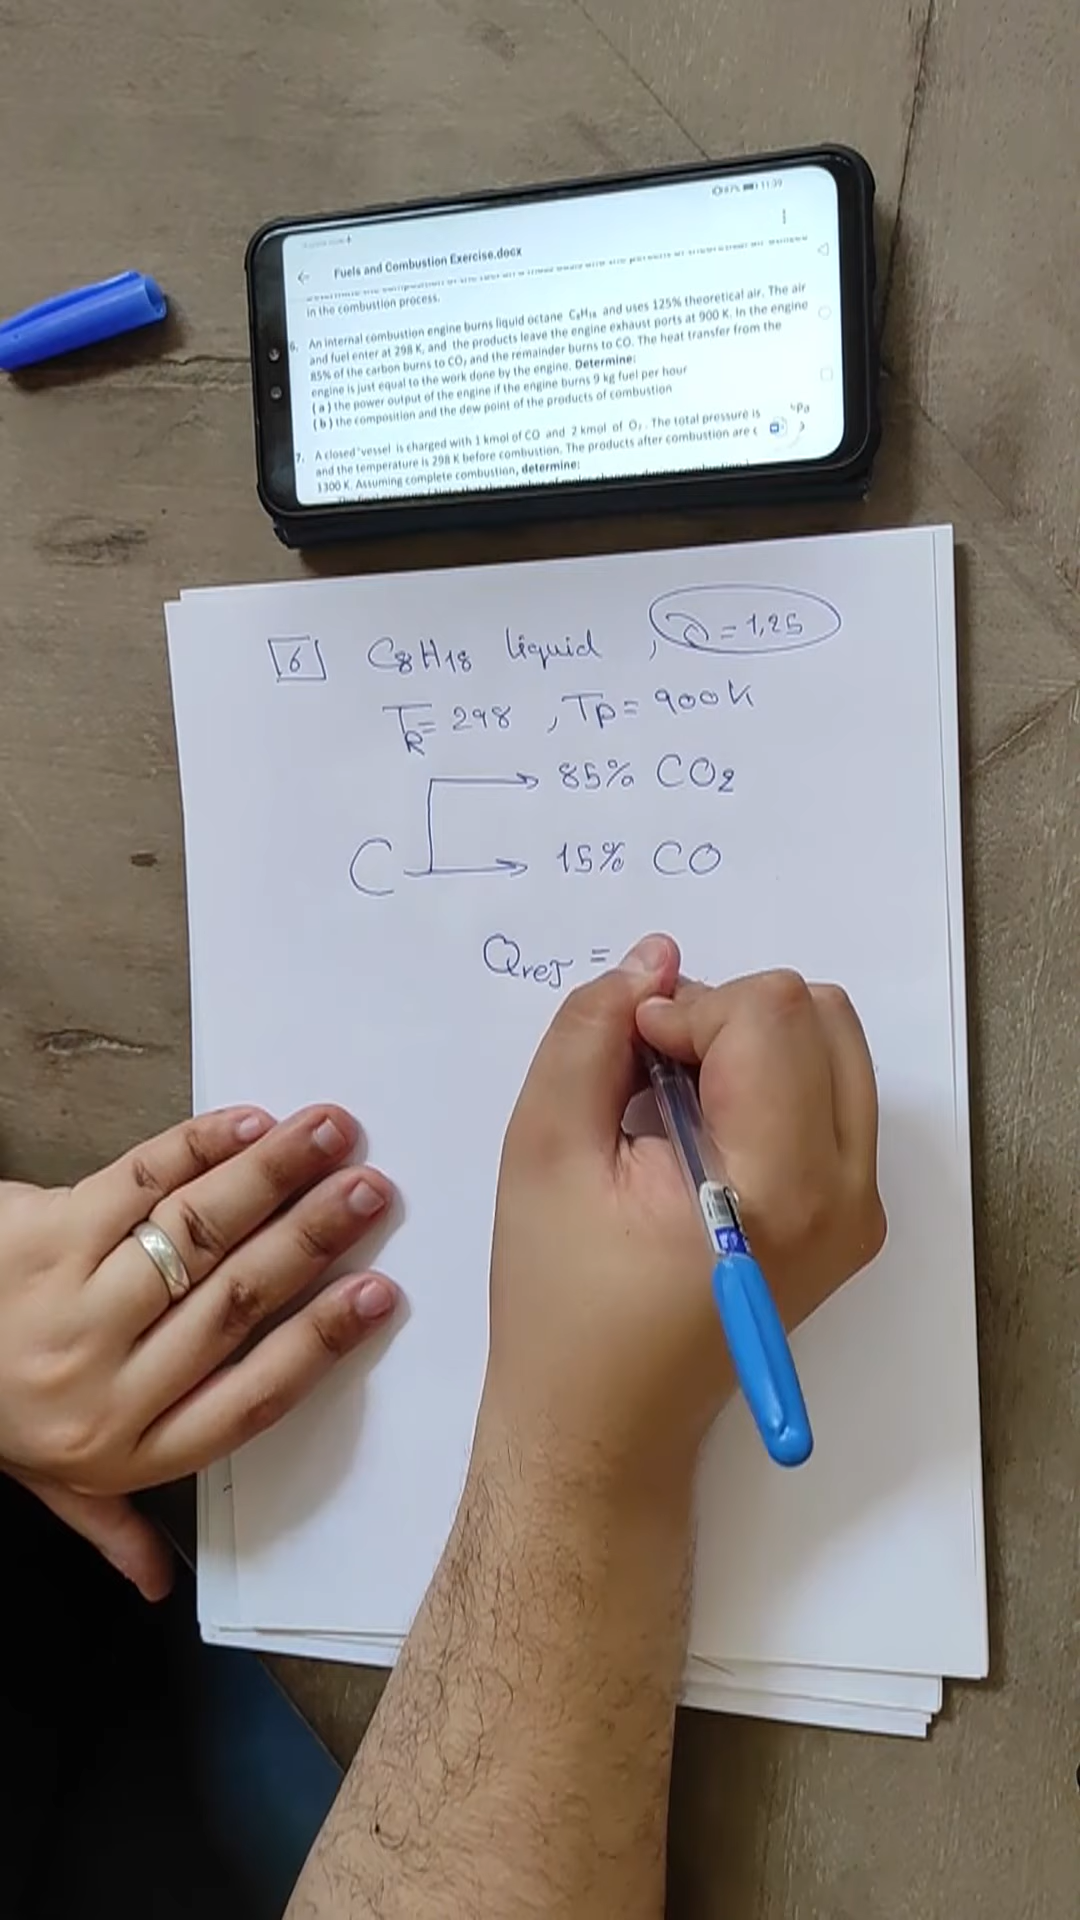 11:39
Fuels and Combustion Exercise.docx
in the combustion process.
6. An internal combustion engine burns liquid octane C₈H₁₈ and uses 125% theoretical air. The air
and fuel enter at 298 K, and the products leave the engine exhaust ports at 900 K. In the engine
85% of the carbon burns to CO₂ and the remainder burns to CO. The heat transfer from the
engine is just equal to the work done by the engine. Determine:
(a) the power output of the engine if the engine burns 9 kg fuel per hour
(b) the composition and the dew point of the products of combustion
7. A closed vessel is charged with 1 kmol of CO and 2 kmol of O₂. The total pressure is
and the temperature is 298 K before combustion. The products after combustion are
1300 K. Assuming complete combustion, determine:
6 C8H18 liquid , λ = 1,25
TR = 298 , Tp = 900 K
85% CO2
C
15% CO
Qrej =